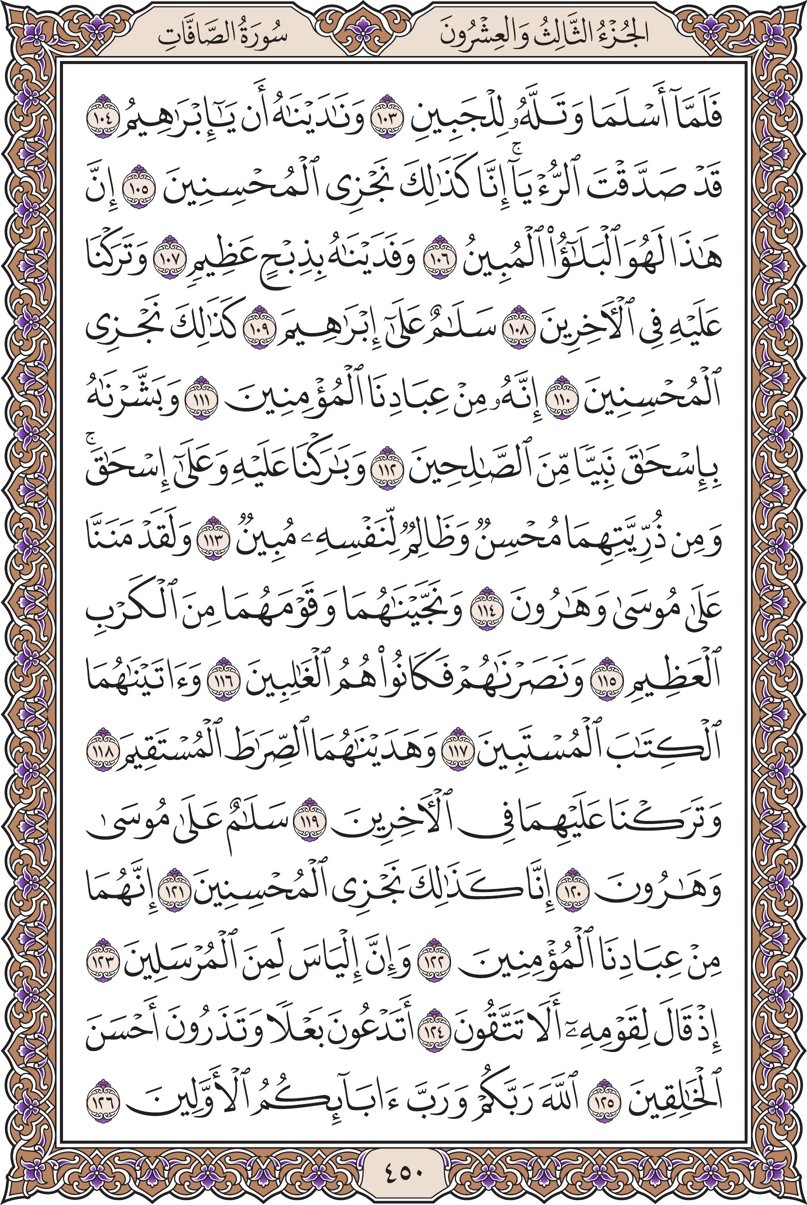 الجُزْءُ الثَّالِثُ وَالعِشْرُونَ
سُورَةُ الصَّافَّاتِ
فَلَمَّآ أَسْلَمَا وَتَلَّهُۥ لِلْجَبِينِ ١٠٣ وَنَٰدَيْنَٰهُ أَن يَٰٓإِبْرَٰهِيمُ ١٠٤
قَدْ صَدَّقْتَ ٱلرُّءْيَآ ۚ إِنَّا كَذَٰلِكَ نَجْزِى ٱلْمُحْسِنِينَ ١٠٥ إِنَّ
هَٰذَا لَهُوَ ٱلْبَلَٰٓؤُا۟ ٱلْمُبِينُ ١٠٦ وَفَدَيْنَٰهُ بِذِبْحٍ عَظِيمٍ ١٠٧ وَتَرَكْنَا
عَلَيْهِ فِى ٱلْأَخِرِينَ ١٠٨ سَلَٰمٌ عَلَىٰٓ إِبْرَٰهِيمَ ١٠٩ كَذَٰلِكَ نَجْزِى
ٱلْمُحْسِنِينَ ١١٠ إِنَّهُۥ مِنْ عِبَادِنَا ٱلْمُؤْمِنِينَ ١١١ وَبَشَّرْنَٰهُ
بِإِسْحَٰقَ نَبِيًّا مِّنَ ٱلصَّٰلِحِينَ ١١٢ وَبَٰرَكْنَا عَلَيْهِ وَعَلَىٰٓ إِسْحَٰقَ ۚ
وَمِن ذُرِّيَّتِهِمَا مُحْسِنٌ وَظَالِمٌ لِّنَفْسِهِۦ مُبِينٌ ١١٣ وَلَقَدْ مَنَنَّا
عَلَىٰ مُوسَىٰ وَهَٰرُونَ ١١٤ وَنَجَّيْنَٰهُمَا وَقَوْمَهُمَا مِنَ ٱلْكَرْبِ
ٱلْعَظِيمِ ١١٥ وَنَصَرْنَٰهُمْ فَكَانُوا۟ هُمُ ٱلْغَٰلِبِينَ ١١٦ وَءَاتَيْنَٰهُمَا
ٱلْكِتَٰبَ ٱلْمُسْتَبِينَ ١١٧ وَهَدَيْنَٰهُمَا ٱلصِّرَٰطَ ٱلْمُسْتَقِيمَ ١١٨
وَتَرَكْنَا عَلَيْهِمَا فِى ٱلْأَخِرِينَ ١١٩ سَلَٰمٌ عَلَىٰ مُوسَىٰ
وَهَٰرُونَ ١٢٠ إِنَّا كَذَٰلِكَ نَجْزِى ٱلْمُحْسِنِينَ ١٢١ إِنَّهُمَا
مِنْ عِبَادِنَا ٱلْمُؤْمِنِينَ ١٢٢ وَإِنَّ إِلْيَاسَ لَمِنَ ٱلْمُرْسَلِينَ ١٢٣
إِذْ قَالَ لِقَوْمِهِۦٓ أَلَا تَتَّقُونَ ١٢٤ أَتَدْعُونَ بَعْلًا وَتَذَرُونَ أَحْسَنَ
ٱلْخَٰلِقِينَ ١٢٥ ٱللَّهَ رَبَّكُمْ وَرَبَّ ءَابَآئِكُمُ ٱلْأَوَّلِينَ ١٢٦
٤٥٠